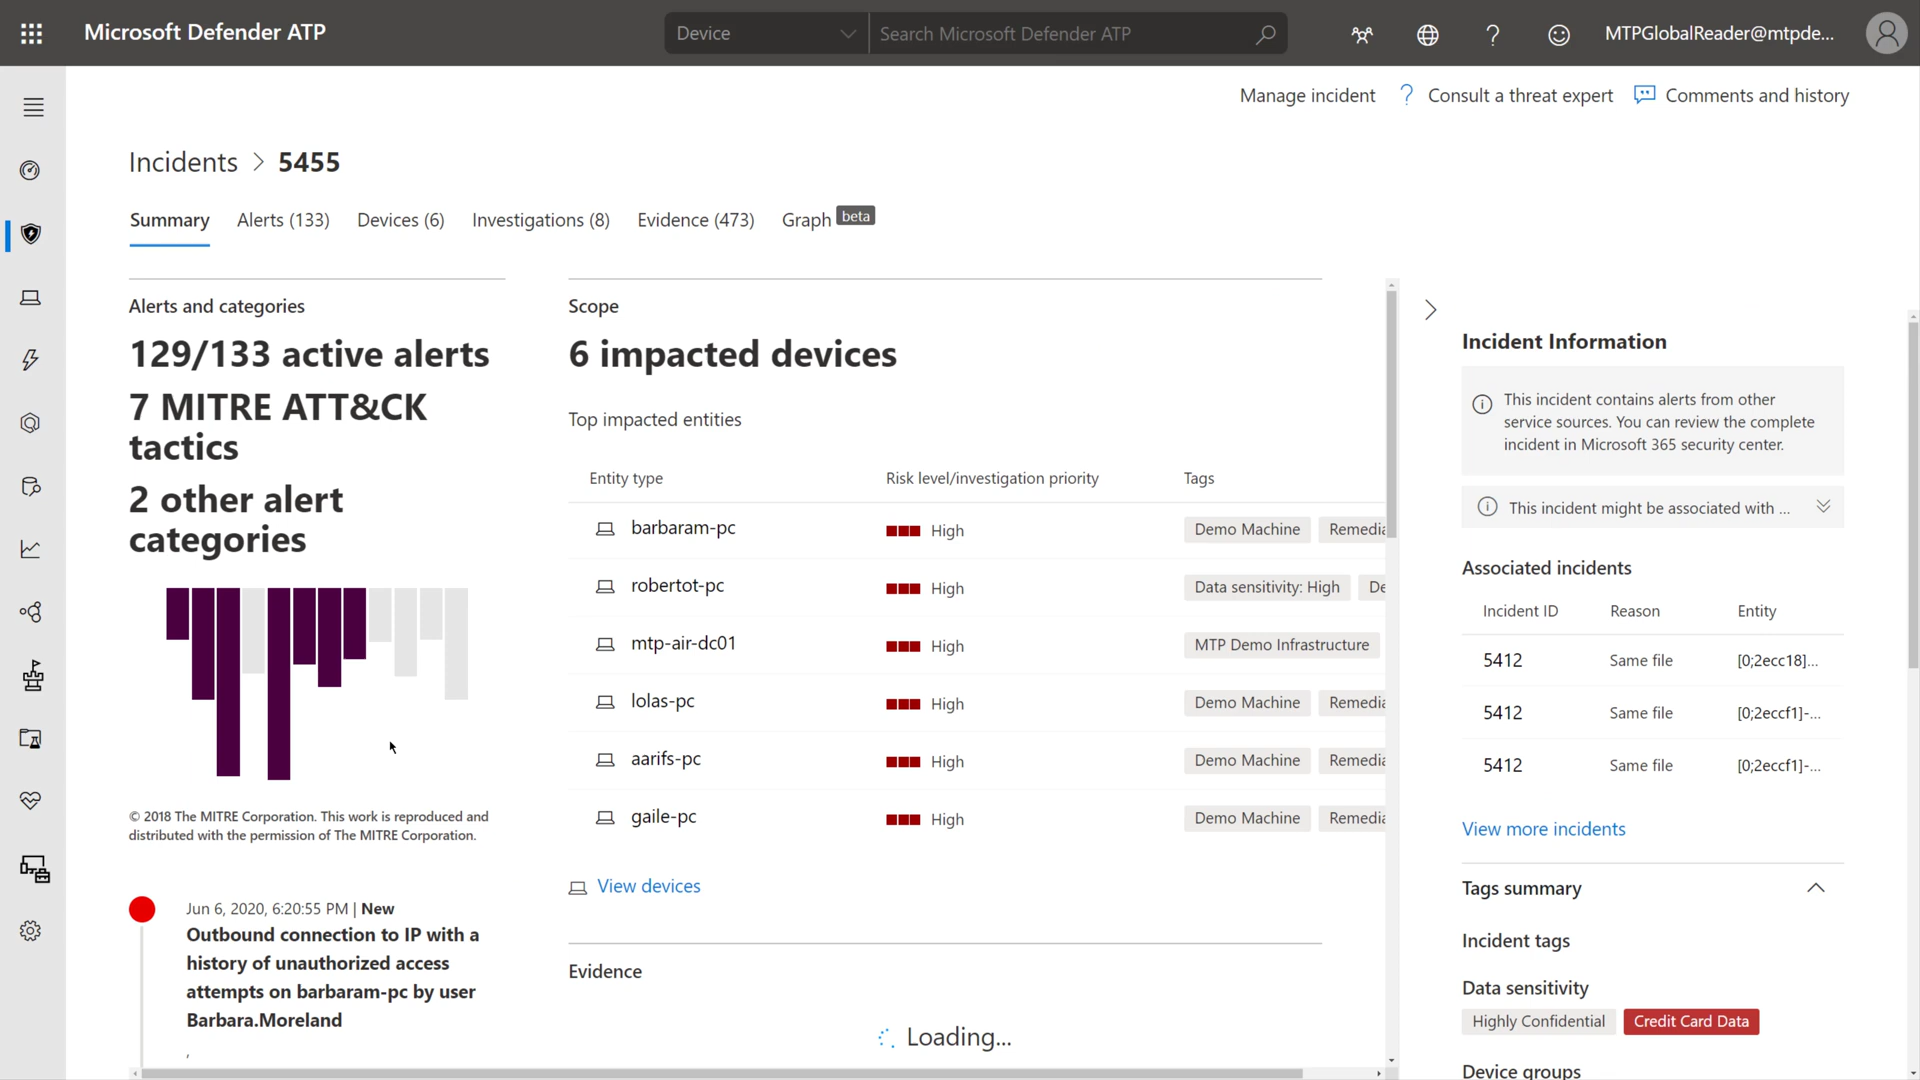 Microsoft Defender ATP
Device
Search Microsoft Defender ATP
MTPGlobalReader@mtpde...
Manage incident
Consult a threat expert
Comments and history
Incidents > 5455
Summary
Alerts (133)
Devices (6)
Investigations (8)
Evidence (473)
Graph beta
Alerts and categories
129/133 active alerts
7 MITRE ATT&CK
tactics
2 other alert
categories
© 2018 The MITRE Corporation. This work is reproduced and
distributed with the permission of The MITRE Corporation.
Jun 6, 2020, 6:20:55 PM | New
Outbound connection to IP with a
history of unauthorized access
attempts on barbaram-pc by user
Barbara.Moreland
,
Scope
6 impacted devices
Top impacted entities
Entity type Risk level/investigation priority Tags
barbaram-pc High Demo Machine Remedia
robertot-pc High Data sensitivity: High De
mtp-air-dc01 High MTP Demo Infrastructure
lolas-pc High Demo Machine Remedia
aarifs-pc High Demo Machine Remedia
gaile-pc High Demo Machine Remedia
View devices
Evidence
Loading...
Incident Information
This incident contains alerts from other
service sources. You can review the complete
incident in Microsoft 365 security center.
This incident might be associated with ...
Associated incidents
Incident ID Reason Entity
5412 Same file [0;2ecc18]...
5412 Same file [0;2eccf1]-...
5412 Same file [0;2eccf1]-...
View more incidents
Tags summary
Incident tags
Data sensitivity
Highly Confidential Credit Card Data
Device groups